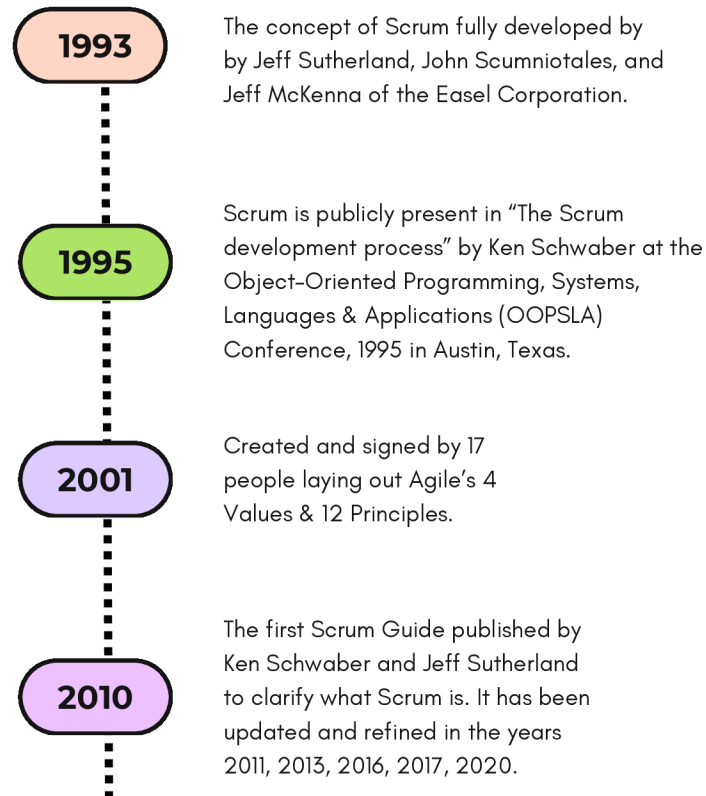 1993
The concept of Scrum fully developed by
by Jeff Sutherland, John Scumniotales, and
Jeff McKenna of the Easel Corporation.
1995
Scrum is publicly present in “The Scrum
development process” by Ken Schwaber at the
Object-Oriented Programming, Systems,
Languages & Applications (OOPSLA)
Conference, 1995 in Austin, Texas.
2001
Created and signed by 17
people laying out Agile’s 4
Values & 12 Principles.
2010
The first Scrum Guide published by
Ken Schwaber and Jeff Sutherland
to clarify what Scrum is. It has been
updated and refined in the years
2011, 2013, 2016, 2017, 2020.